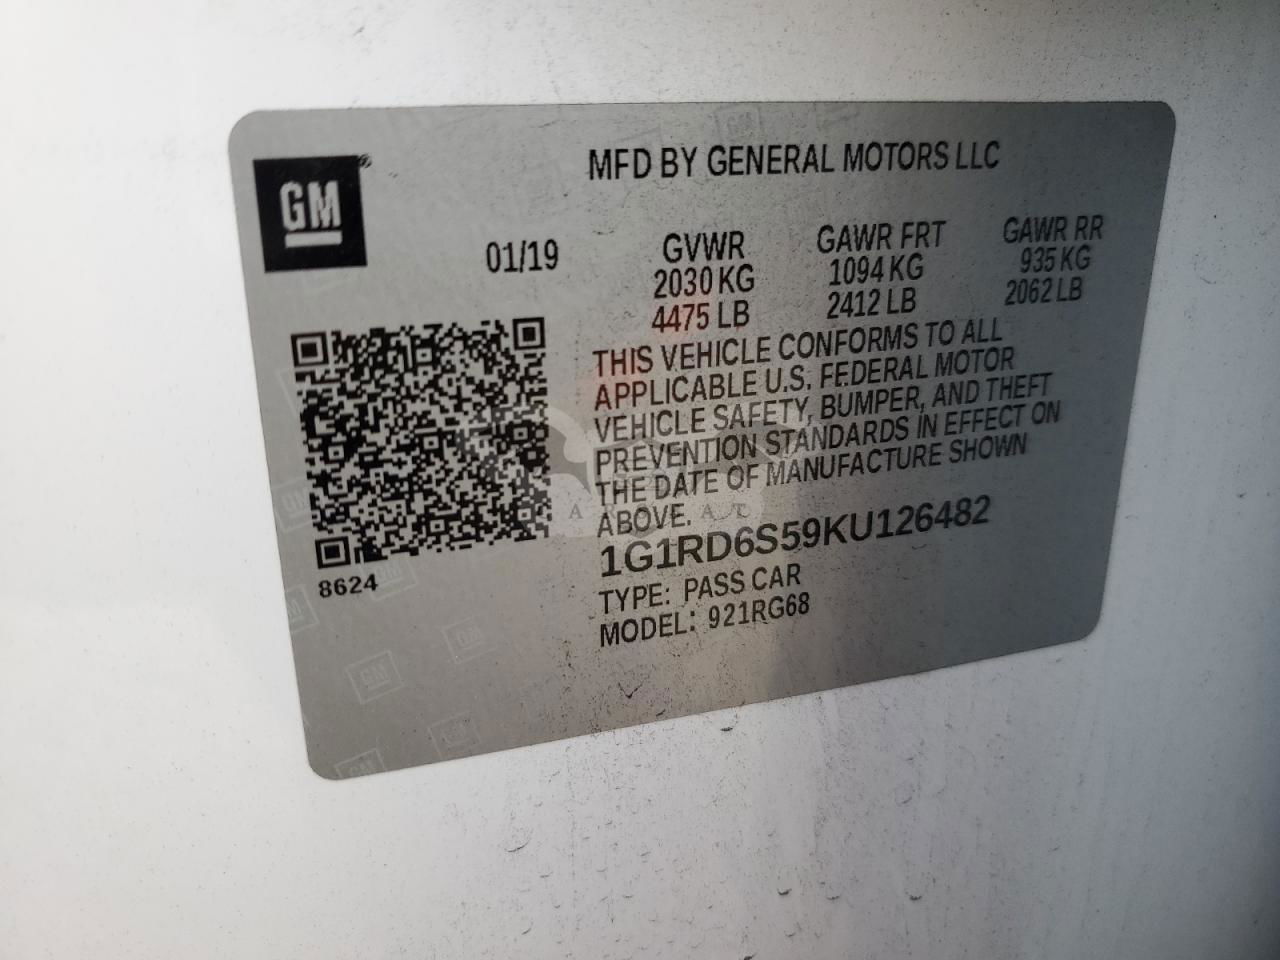 GM®
MFD BY GENERAL MOTORS LLC
01/19
GVWR
2030 KG
4475 LB
GAWR FRT
1094 KG
2412 LB
GAWR RR
935 KG
2062 LB
THIS VEHICLE CONFORMS TO ALL
APPLICABLE U.S. FEDERAL MOTOR
VEHICLE SAFETY, BUMPER, AND THEFT
PREVENTION STANDARDS IN EFFECT ON
THE DATE OF MANUFACTURE SHOWN
ABOVE.
1G1RD6S59KU126482
TYPE: PASS CAR
MODEL: 921RG68
8624
GM
GM